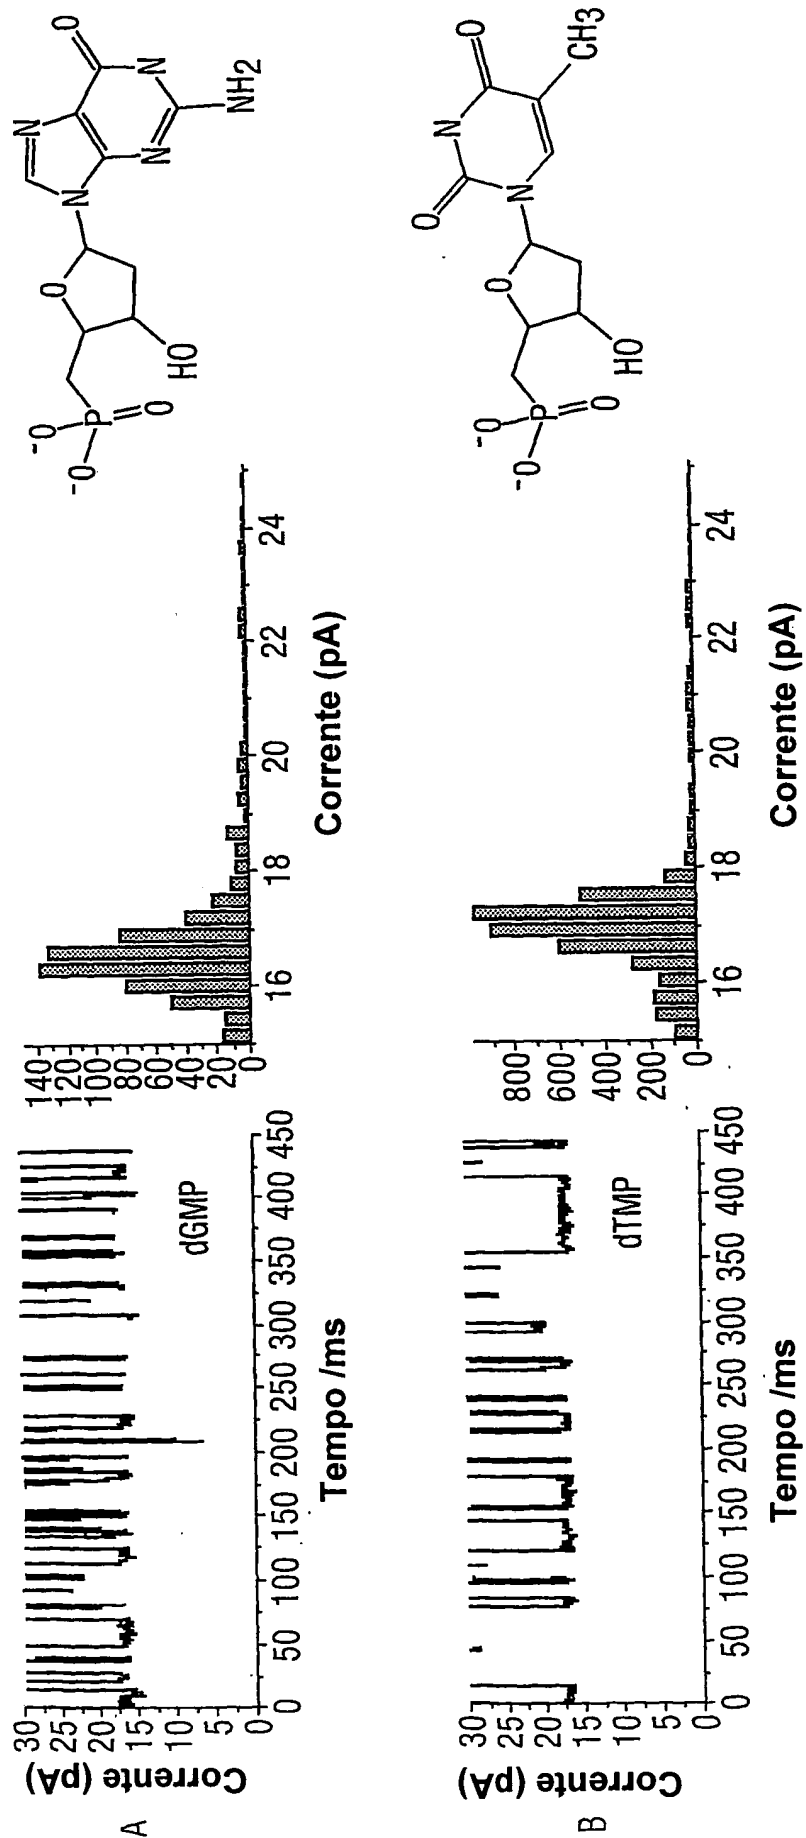 A
Corrente (pA)
30
25
20
15
10
5
0
0 50 100 150 200 250 300 350 400 450
Tempo /ms
dGMP
140
120
100
80
60
40
20
0
16 18 20 22 24
Corrente (pA)
-O
-O
P
O
HO
O
N
N
O
N
N
NH2
B
Corrente (pA)
30
25
20
15
10
5
0
0 50 100 150 200 250 300 350 400 450
Tempo /ms
dTMP
800
600
400
200
0
16 18 20 22 24
Corrente (pA)
-O
-O
P
O
HO
O
N
O
N
O
CH3